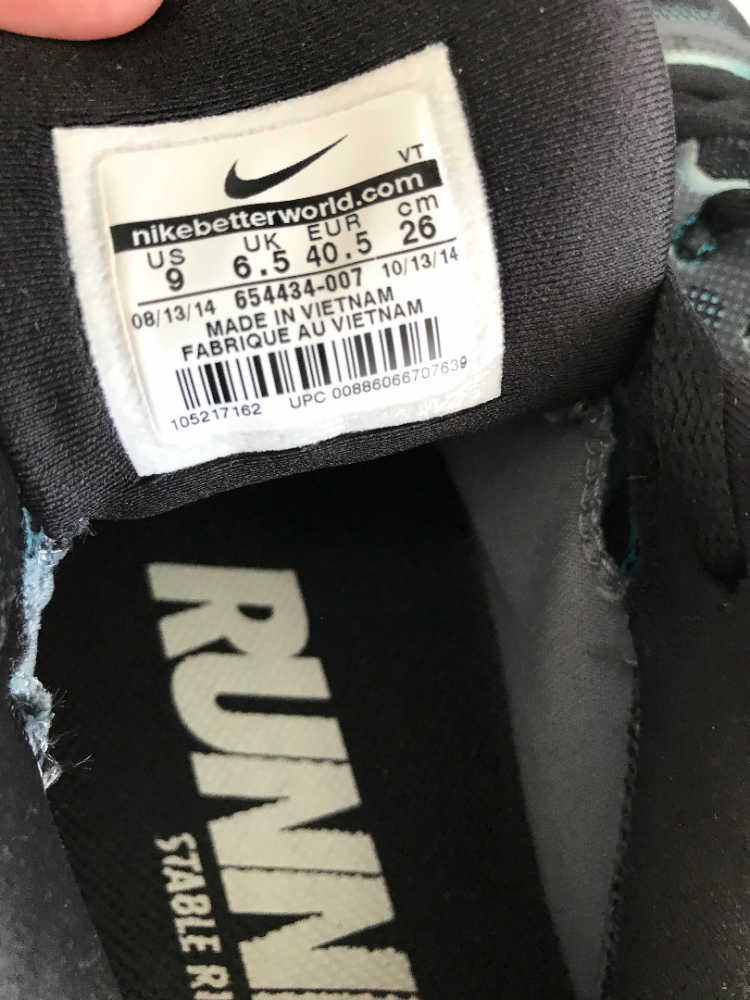 VT
nikebetterworld.com
US UK EUR cm
9 6.5 40.5 26
08/13/14 654434-007 10/13/14
MADE IN VIETNAM
FABRIQUE AU VIETNAM
105217162 UPC 00886066707639
RUNN
STABLE RI